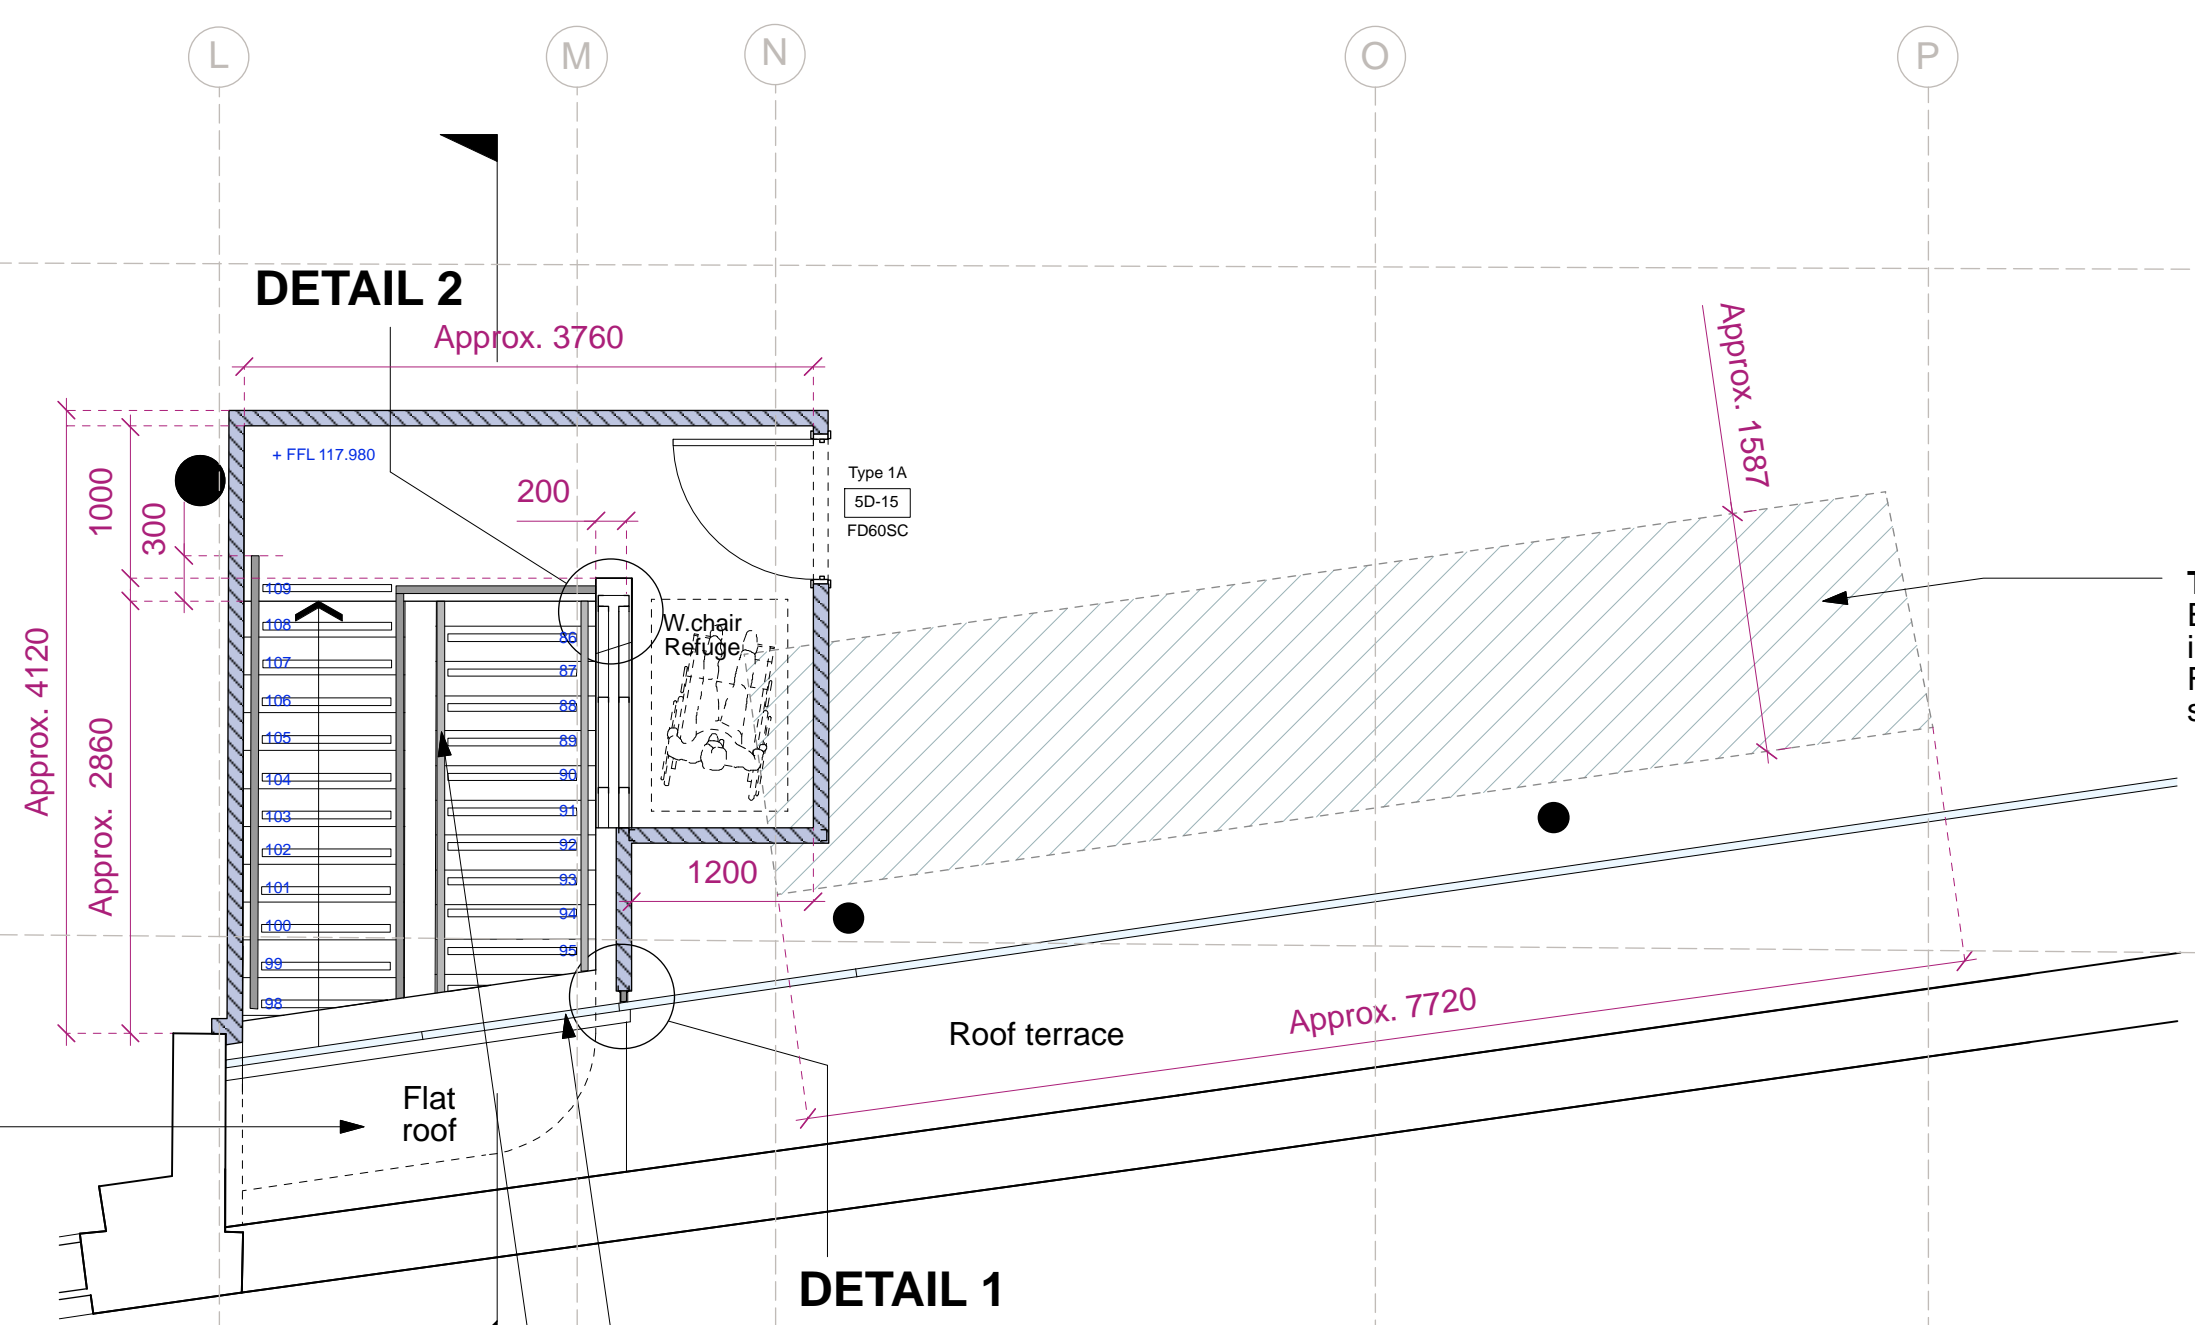 L
M
N
O
P
DETAIL 2
Approx. 3760
Approx. 1587
+ FFL 117.980
1000
300
200
Type 1A
5D-15
FD60SC
W.chair
Refuge
109
108
107
106
105
104
103
102
101
100
99
98
86
87
88
89
90
91
92
93
94
95
Approx. 4120
Approx. 2860
1200
Approx. 7720
Roof terrace
Flat
roof
DETAIL 1